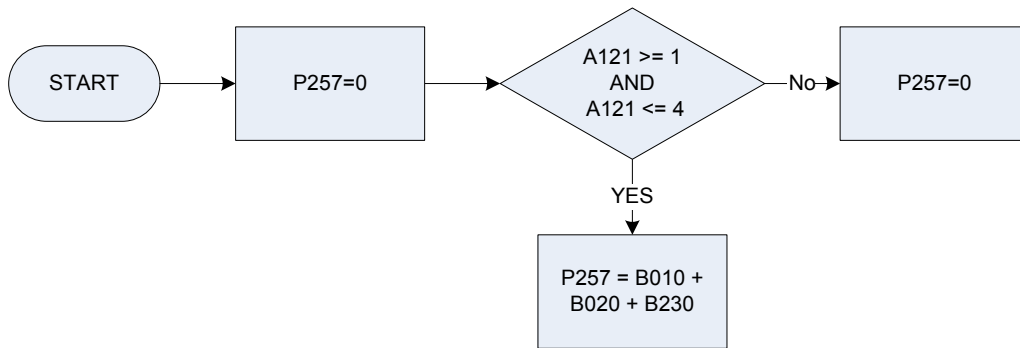 START
P257=0
A121 >= 1
AND
A121 <= 4
No
P257=0
YES
P257 = B010 +
B020 + B230